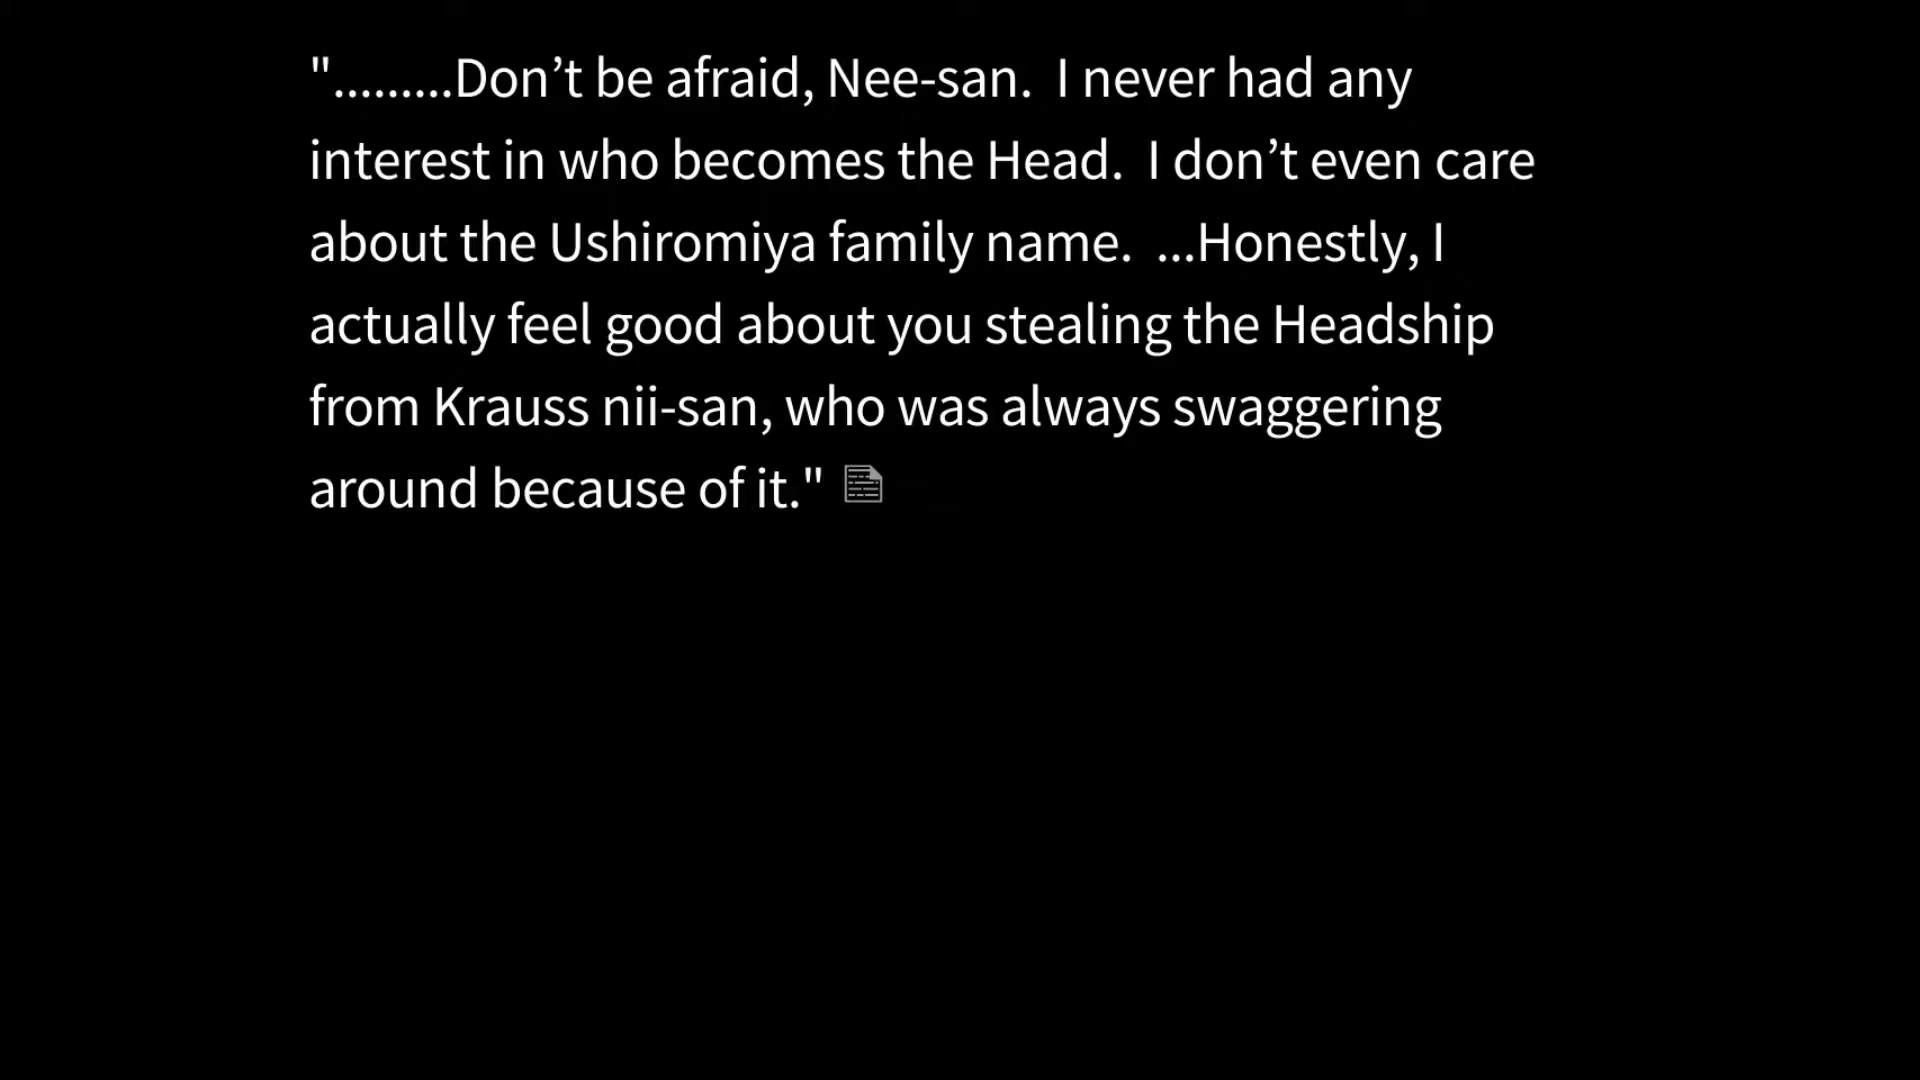 ".........Don’t be afraid, Nee-san.  I never had any
interest in who becomes the Head.  I don’t even care
about the Ushiromiya family name.  ...Honestly, I
actually feel good about you stealing the Headship
from Krauss nii-san, who was always swaggering
around because of it."